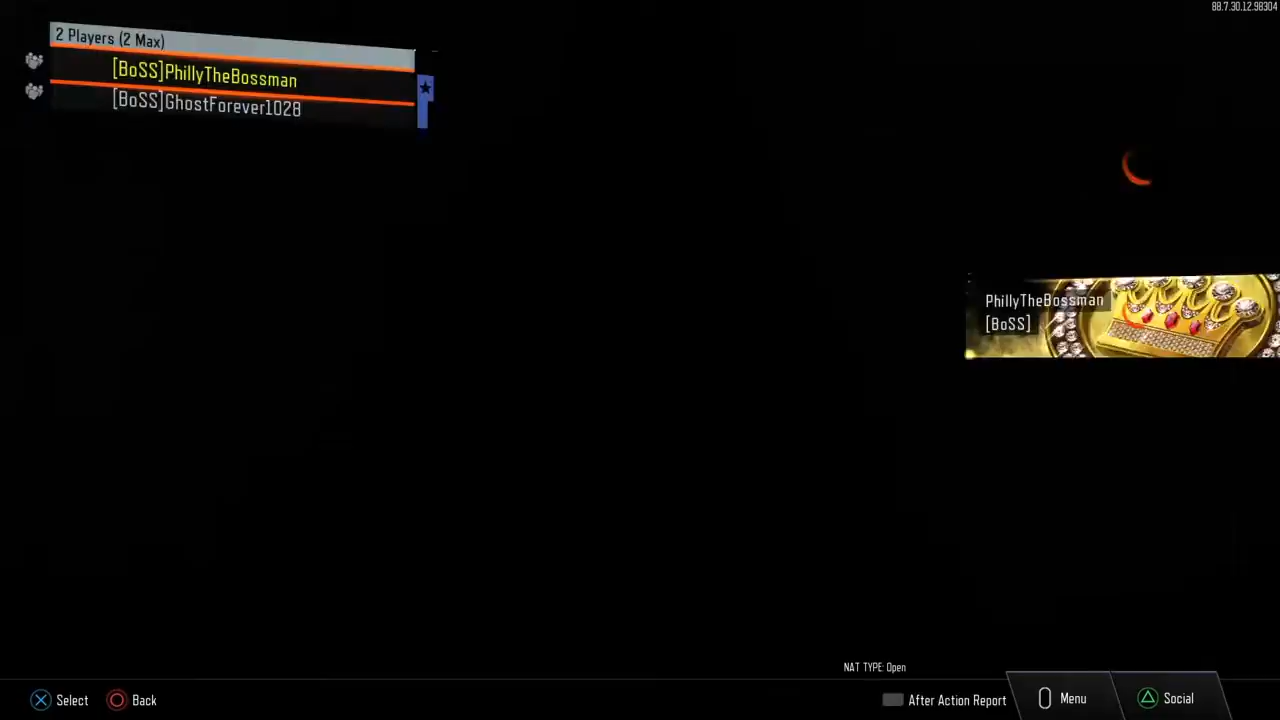 88.7.30.12.98304
2 Players (2 Max)
[BoSS]PhillyTheBossman
[BoSS]GhostForever1028
PhillyTheBossman
[BoSS]
NAT TYPE: Open
Select
Back
After Action Report
Menu
Social